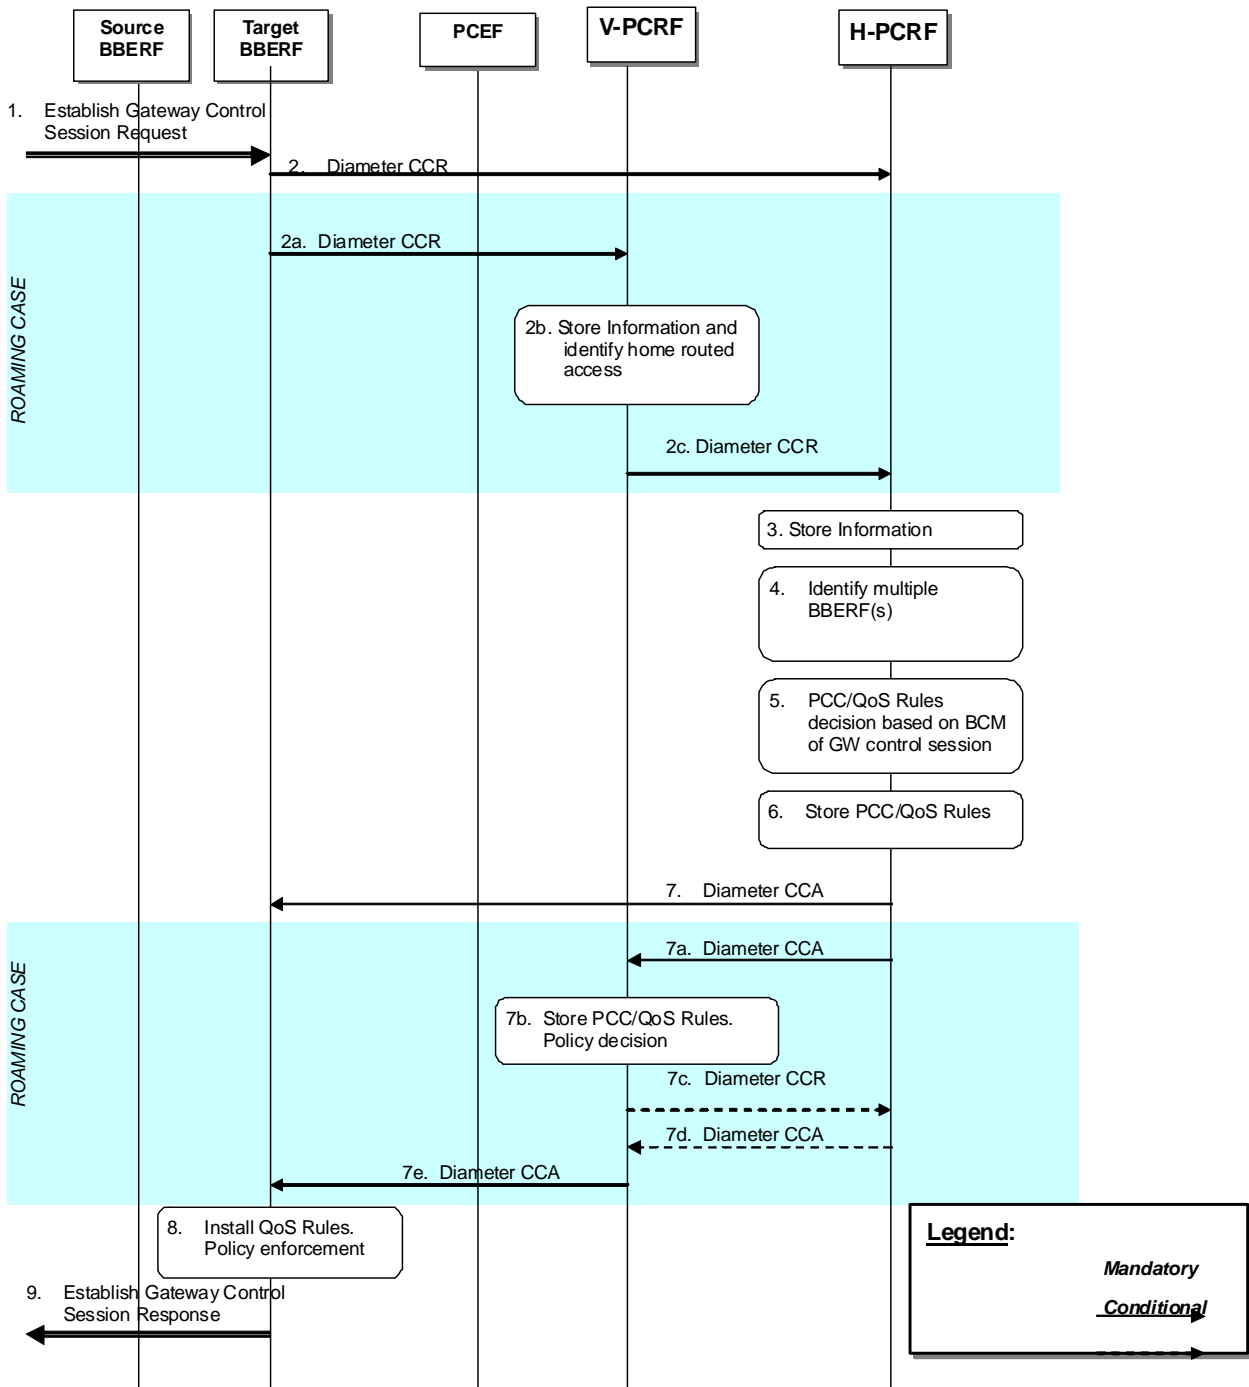 Source
BBERF
Target
BBERF
PCEF
V-PCRF
H-PCRF
1. Establish Gateway Control
Session Request
2. Diameter CCR
ROAMING CASE
2a. Diameter CCR
2b. Store Information and
identify home routed
access
2c. Diameter CCR
3. Store Information
4. Identify multiple
BBERF(s)
5. PCC/QoS Rules
decision based on BCM
of GW control session
6. Store PCC/QoS Rules
7. Diameter CCA
ROAMING CASE
7a. Diameter CCA
7b. Store PCC/QoS Rules.
Policy decision
7c. Diameter CCR
7d. Diameter CCA
7e. Diameter CCA
8. Install QoS Rules.
Policy enforcement
9. Establish Gateway Control
Session Response
Legend:
Mandatory
Conditional